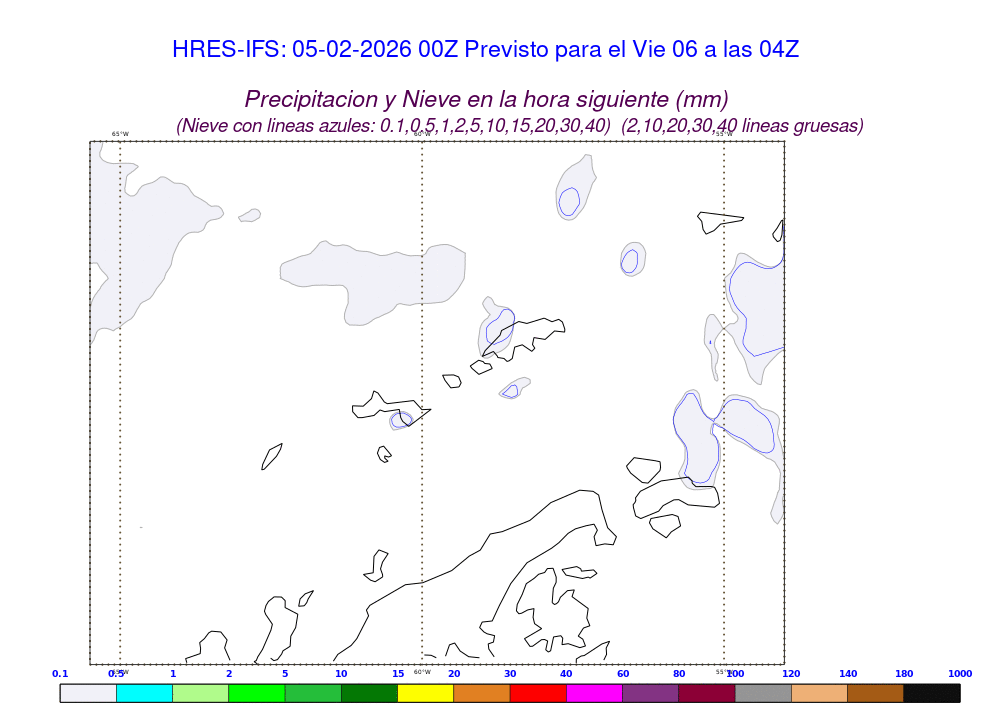 HRES-IFS: 05-02-2026 00Z Previsto para el Vie 06 a las 04Z
Precipitacion y Nieve en la hora siguiente (mm)
(Nieve con lineas azules: 0.1,0.5,1,2,5,10,15,20,30,40) (2,10,20,30,40 lineas gruesas)
65°W 60°W 55°W
65°W 60°W 55°W
0.1 0.5 1 2 5 10 15 20 30 40 60 80 100 120 140 180 1000